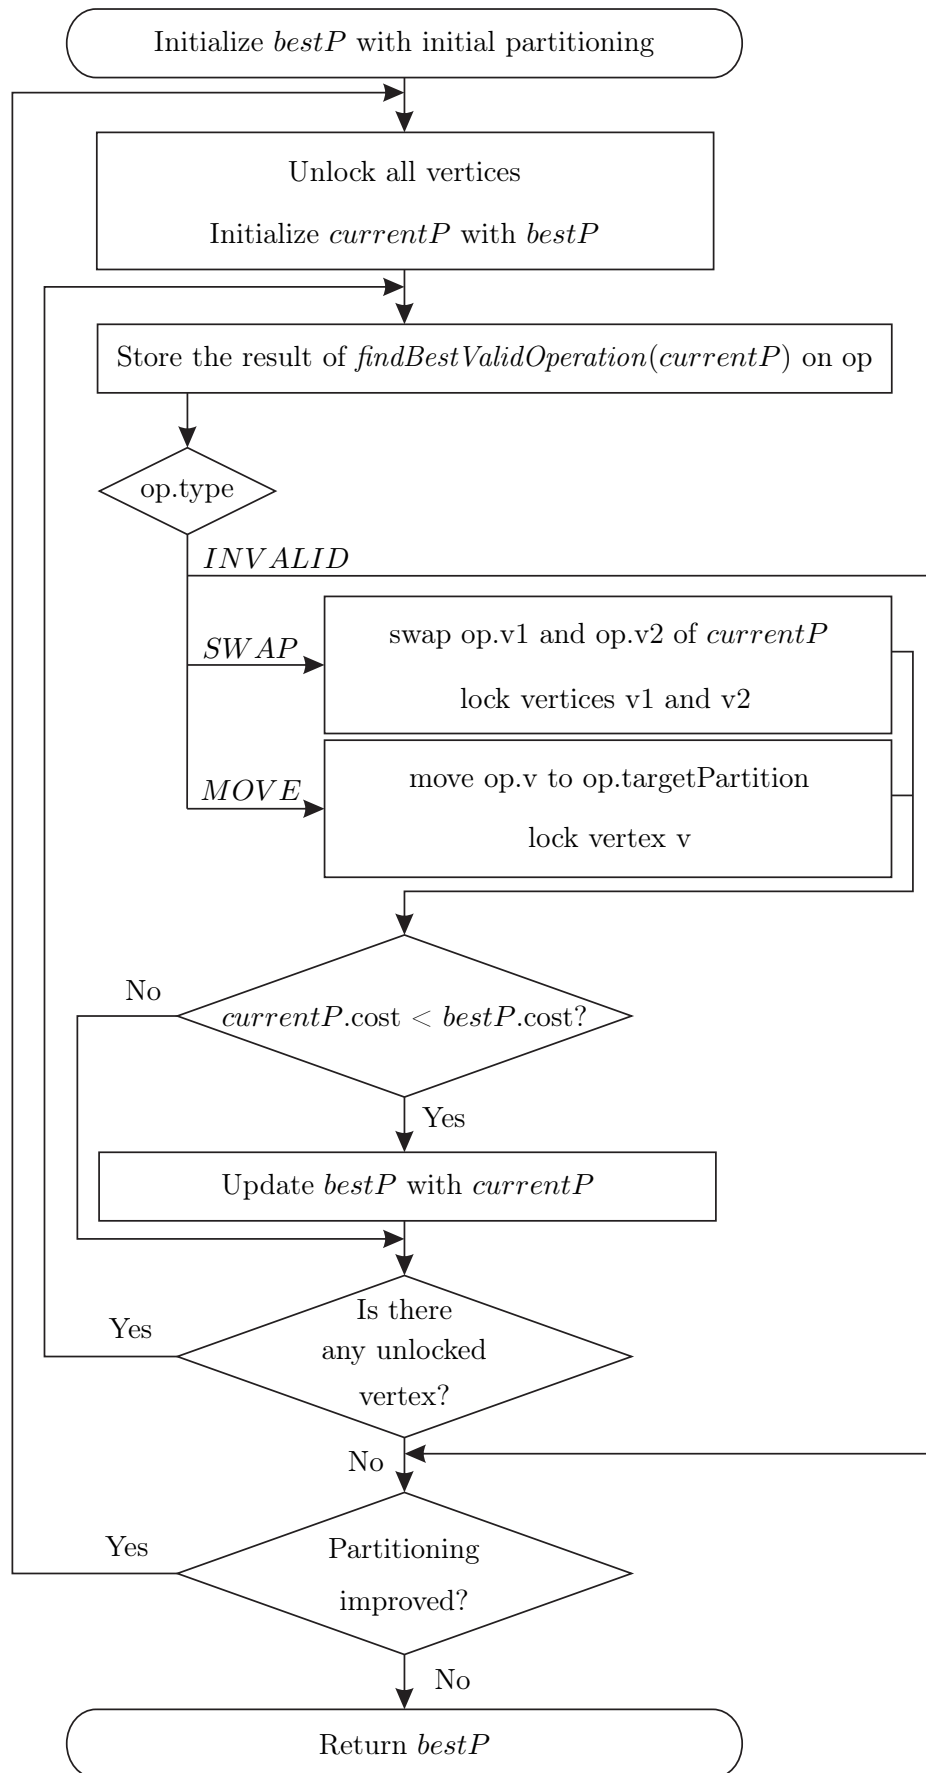 Initialize bestP with initial partitioning
Unlock all vertices
Initialize currentP with bestP
Store the result of findBestValidOperation(currentP) on op
op.type
INVALID
SWAP
swap op.v1 and op.v2 of currentP
lock vertices v1 and v2
MOVE
move op.v to op.targetPartition
lock vertex v
No
currentP.cost < bestP.cost?
Yes
Update bestP with currentP
Is there
Yes
any unlocked
vertex?
No
Yes
Partitioning
improved?
No
Return bestP